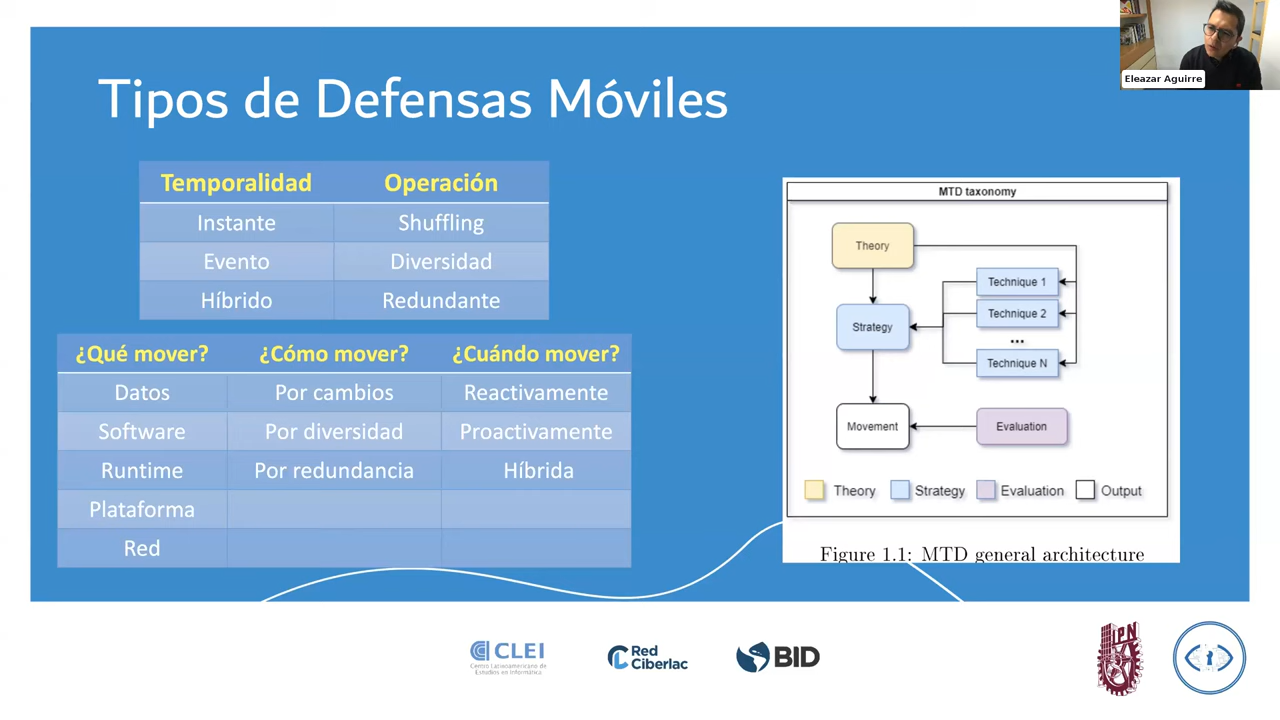 Eleazar Aguirre
Tipos de Defensas Móviles
Temporalidad Operación
Instante Shuffling
Evento Diversidad
Híbrido Redundante
¿Qué mover? ¿Cómo mover? ¿Cuándo mover?
Datos Por cambios Reactivamente
Software Por diversidad Proactivamente
Runtime Por redundancia Híbrida
Plataforma
Red
MTD taxonomy
Theory
Technique 1
Technique 2
Strategy
...
Technique N
Movement Evaluation
Theory Strategy Evaluation Output
Figure 1.1: MTD general architecture
CLEI
Centro Latinoamericano de
Estudios en Informática
Red
Ciberlac
BID
IPN